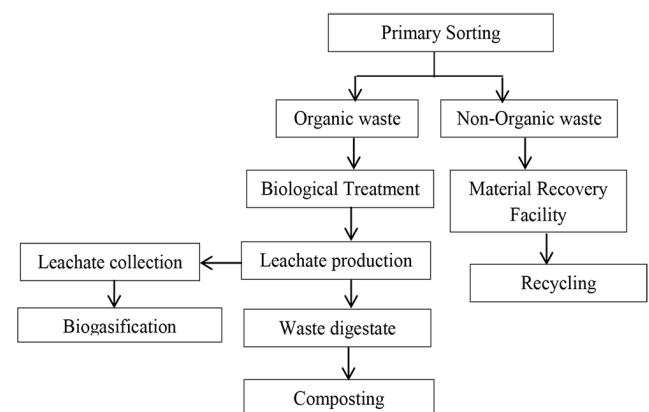 Primary Sorting
Organic waste
Non-Organic waste
Biological Treatment
Material Recovery
Facility
Leachate collection
Leachate production
Recycling
Biogasification
Waste digestate
Composting